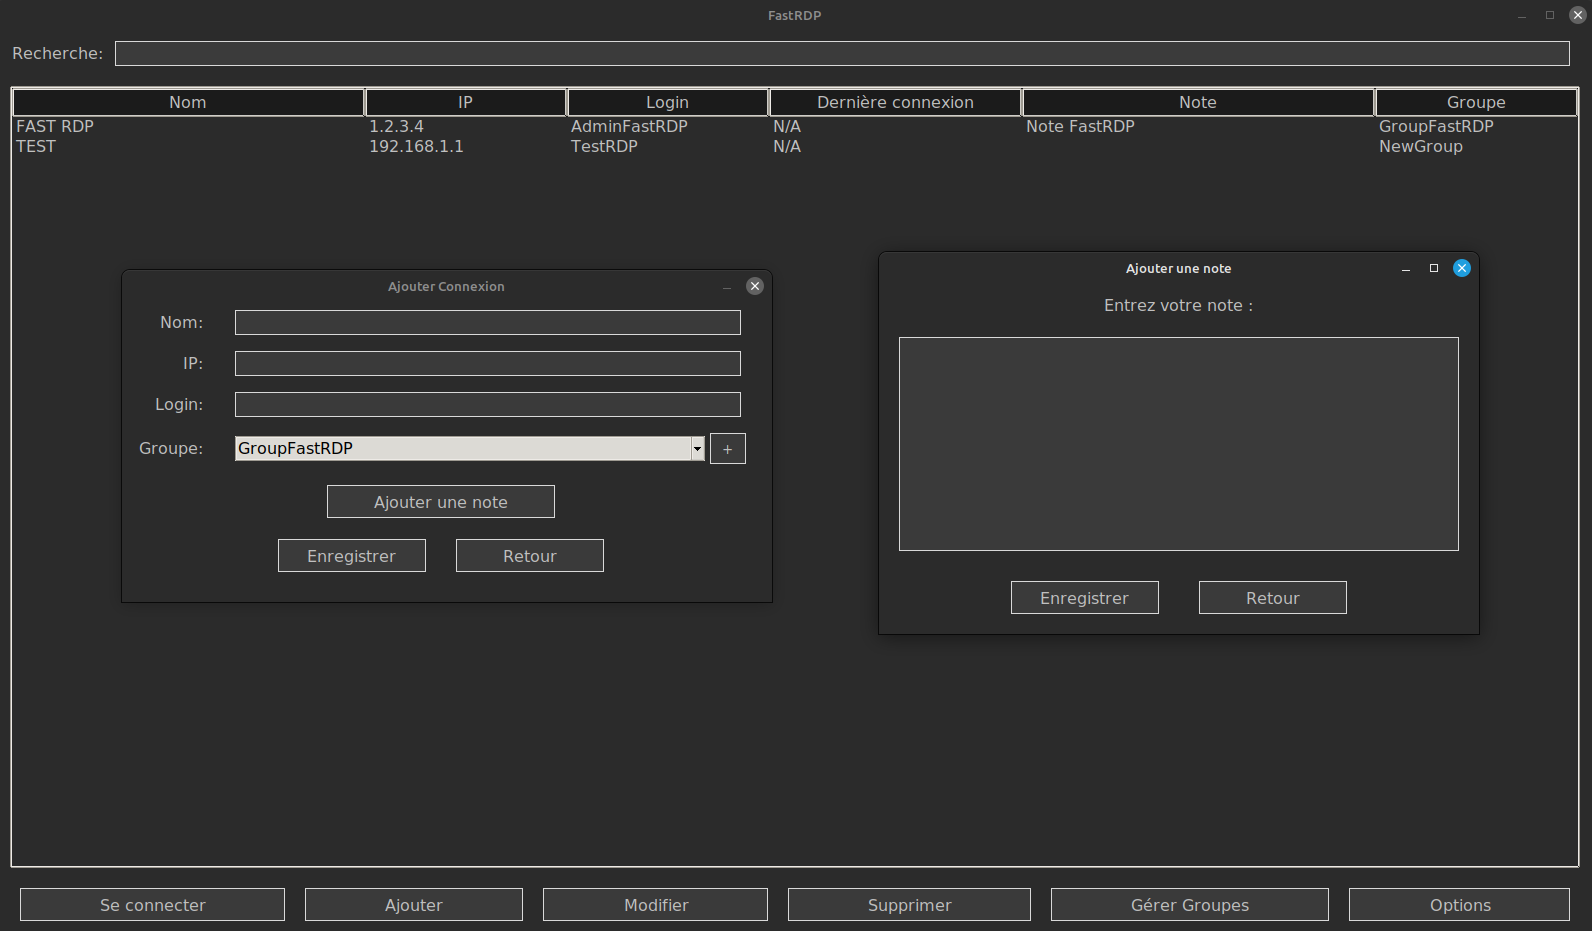 FastRDP
Recherche:
Nom IP Login Dernière connexion Note Groupe
FAST RDP 1.2.3.4 AdminFastRDP N/A Note FastRDP GroupFastRDP
TEST 192.168.1.1 TestRDP N/A NewGroup
Ajouter Connexion
Nom:
IP:
Login:
Groupe: GroupFastRDP +
Ajouter une note
Enregistrer Retour
Ajouter une note
Entrez votre note :
Enregistrer Retour
Se connecter Ajouter Modifier Supprimer Gérer Groupes Options